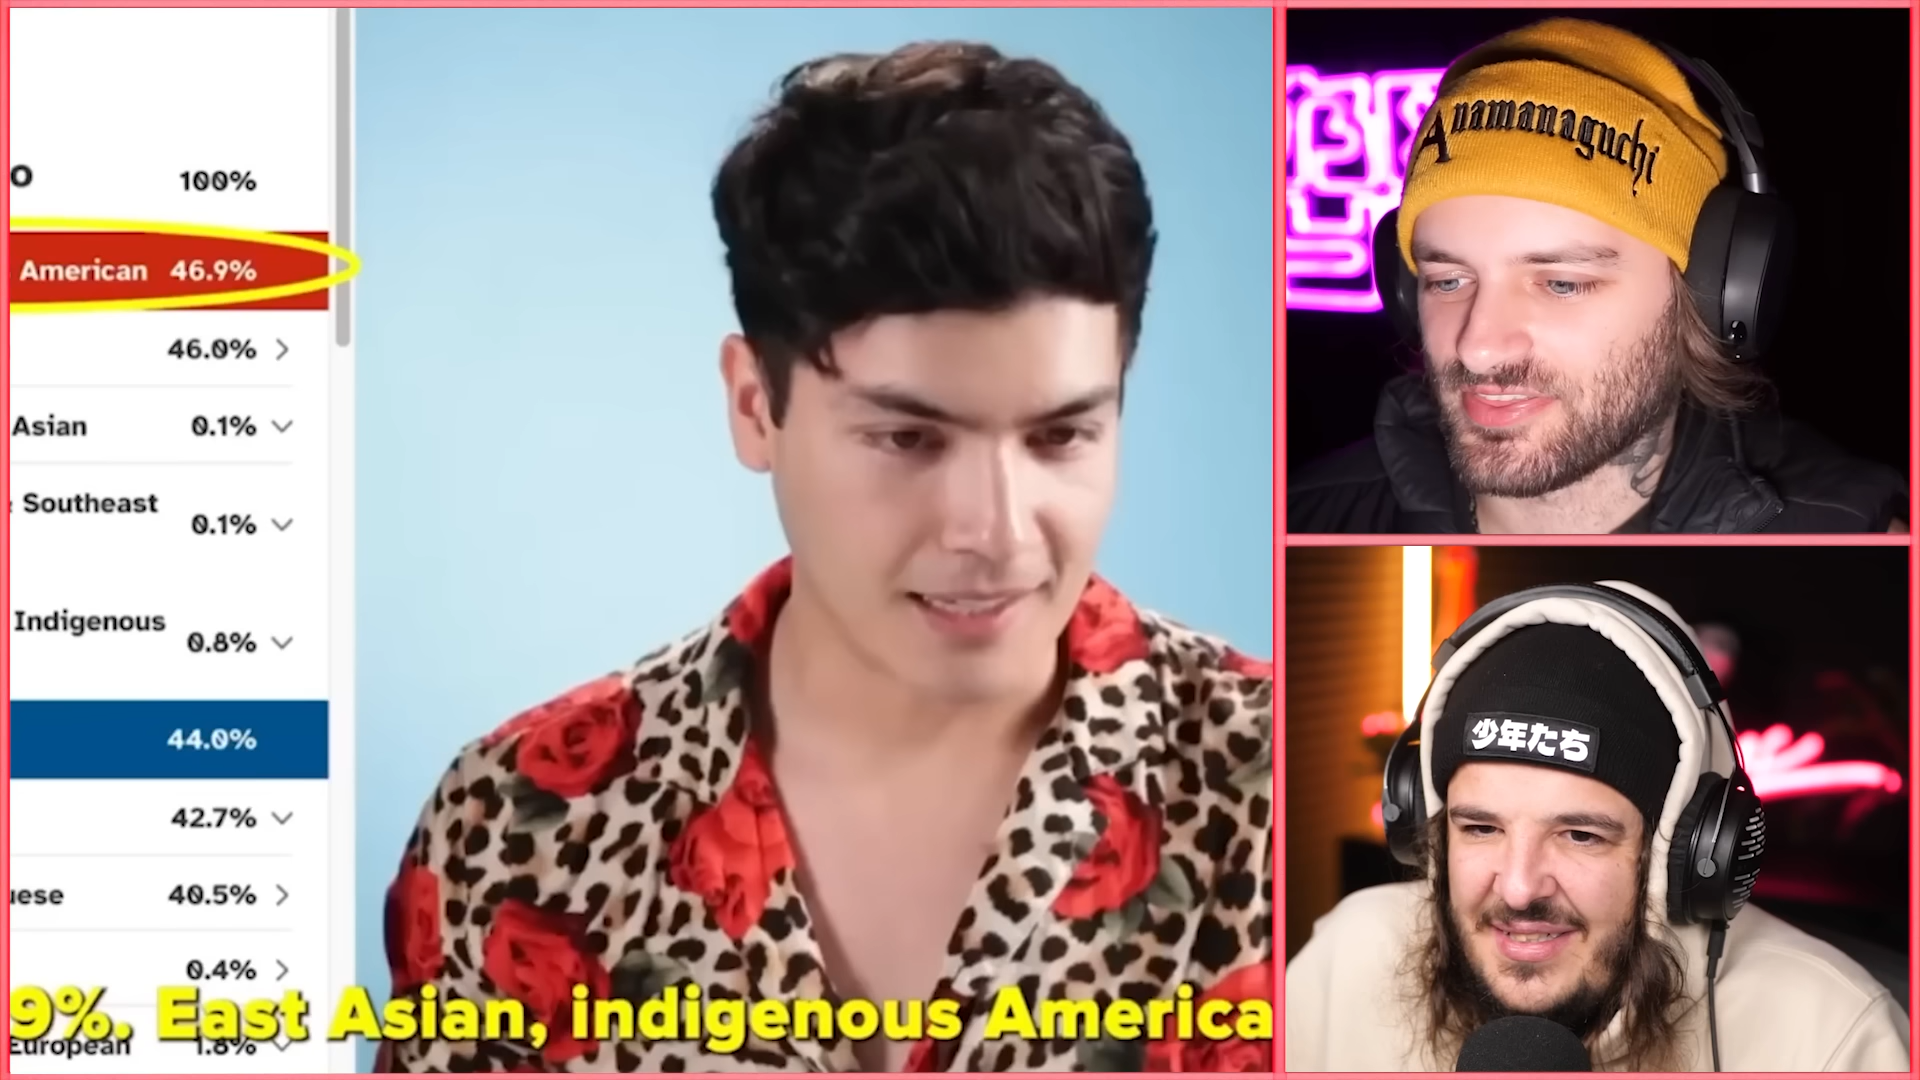 o 100%
American 46.9%
46.0%
Asian 0.1%
Southeast
0.1%
Indigenous
0.8%
44.0%
42.7%
uese 40.5%
0.4%
9%. East Asian, indigenous America
European 1.8%
Anamanaguchi
少年たち